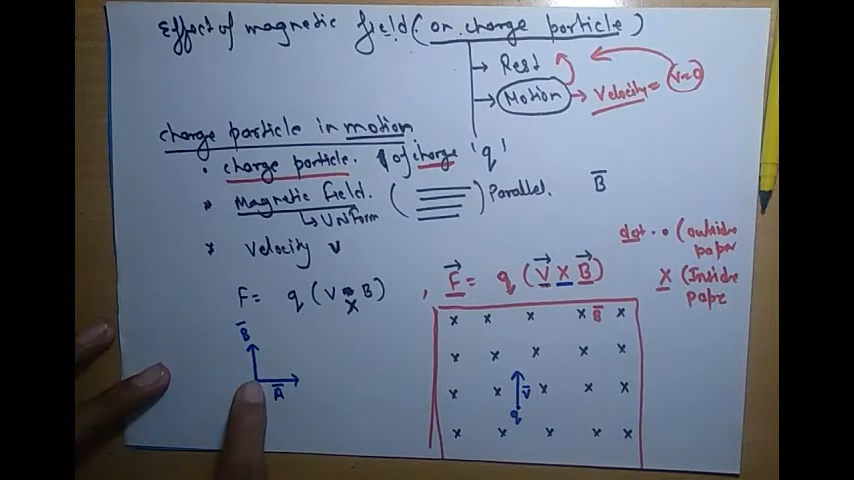 Effect of magnetic field (on charge particle)
→ Rest
→ Motion → Velocity = V=0
charge particle in motion
• charge particle. of charge 'q'
* Magnetic field. ( ) Parallel. B
↳ Uniform
* Velocity v
dot . • (outside paper
X (Inside pape
F = q (V × B) , F = q (V X B)
B
A
x x x x B x
x x x x x
x x V x x x
q
x x x x x